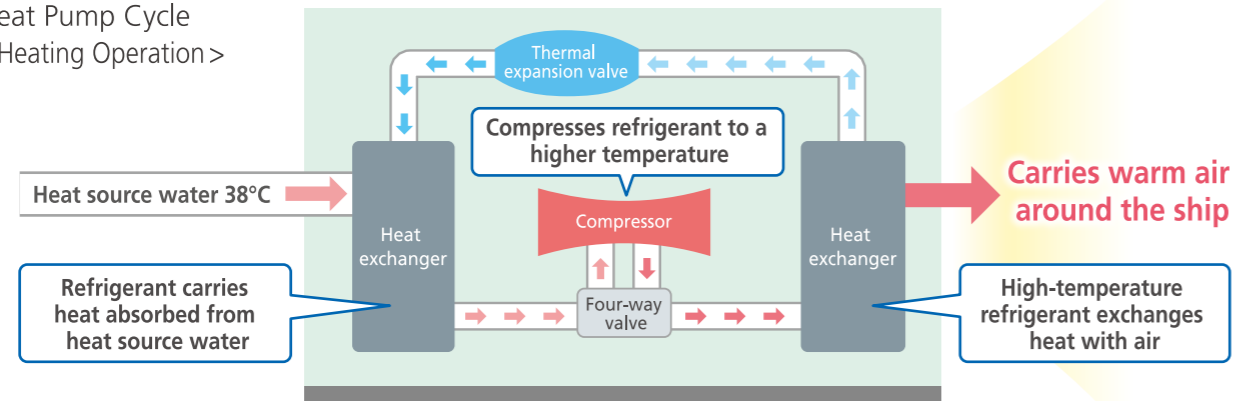 eat Pump Cycle
Heating Operation >
Thermal
expansion valve
Compresses refrigerant to a
higher temperature
Heat source water 38°C
Carries warm air
around the ship
Compressor
Heat
exchanger
Heat
exchanger
Refrigerant carries
heat absorbed from
heat source water
Four-way
valve
High-temperature
refrigerant exchanges
heat with air